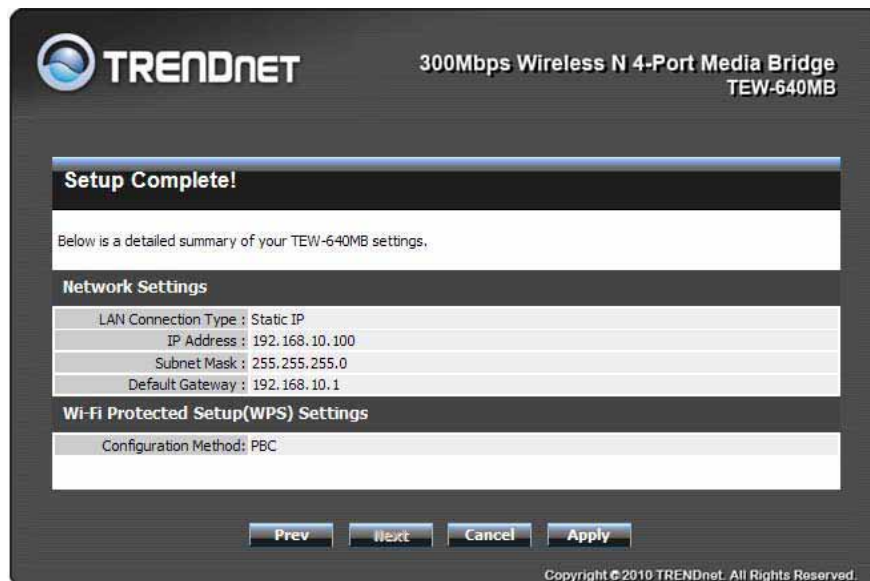 TRENDNET
300Mbps Wireless N 4-Port Media Bridge
TEW-640MB
Setup Complete!
Below is a detailed summary of your TEW-640MB settings.
Network Settings
LAN Connection Type : Static IP
IP Address : 192.168.10.100
Subnet Mask : 255.255.255.0
Default Gateway : 192.168.10.1
Wi-Fi Protected Setup(WPS) Settings
Configuration Method: PBC
Prev Next Cancel Apply
Copyright © 2010 TRENDnet. All Rights Reserved.